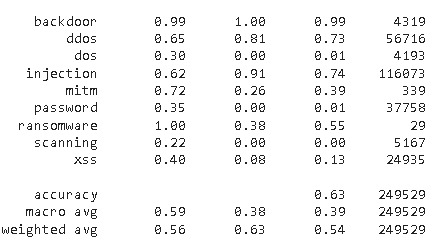 backdoor 0.99 1.00 0.99 4319
ddos 0.65 0.81 0.73 56716
dos 0.30 0.00 0.01 4193
injection 0.62 0.91 0.74 116073
mitm 0.72 0.26 0.39 339
password 0.35 0.00 0.01 37758
ransomware 1.00 0.38 0.55 29
scanning 0.22 0.00 0.00 5167
xss 0.40 0.08 0.13 24935
accuracy 0.63 249529
macro avg 0.59 0.38 0.39 249529
weighted avg 0.56 0.63 0.54 249529